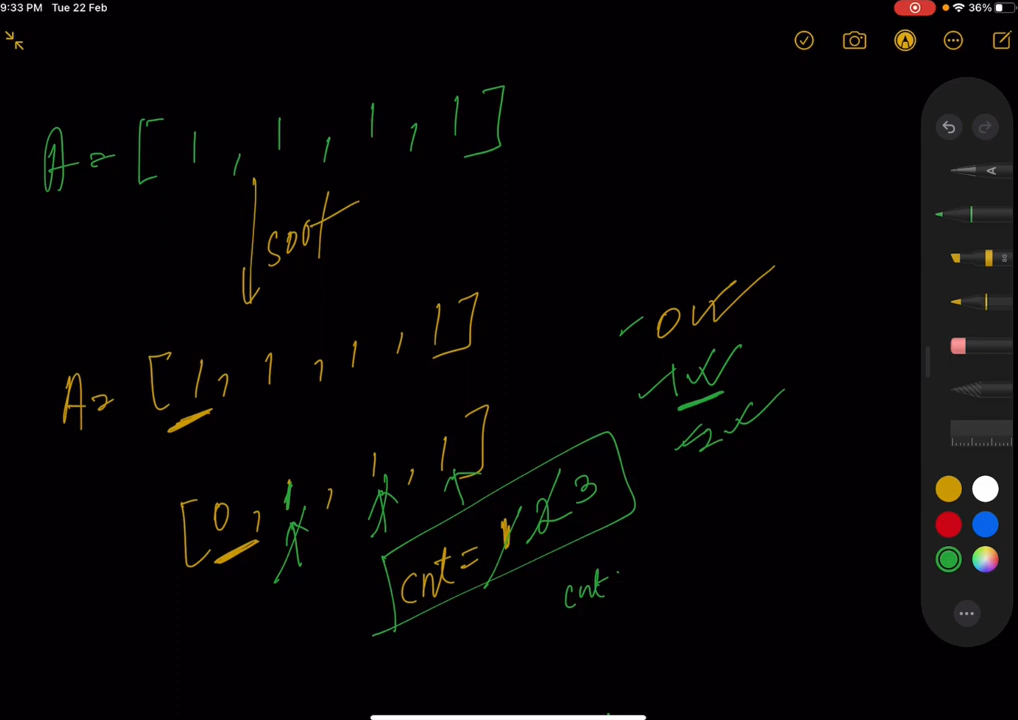 9:33 PM Tue 22 Feb 36%
A = [ 1 , 1 , 1 , 1 ]
sort
A = [ 1, 1 , 1 , 1 ]
0
1
2
[ 0 , 1 , 1 , 1 ]
cnt = 1 2 3
cnt